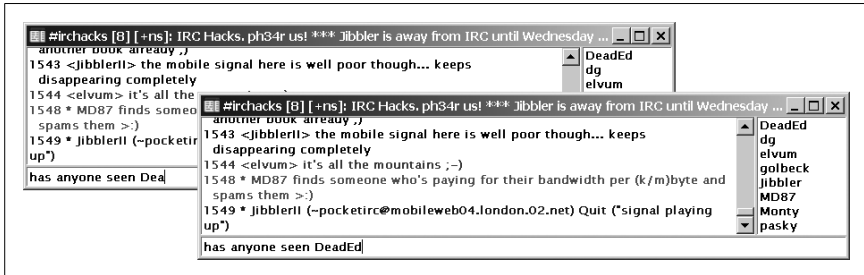 #irchacks [8] [+ns]: IRC Hacks. ph34r us! *** Jibbler is away from IRC until Wednesday ...
another book already ;)
1543 <JibblerII> the mobile signal here is well poor though... keeps
disappearing completely
1544 <elvum> it's all the
1548 * MD87 finds someo
spams them >:)
1549 * JibblerII (~pocketir
up")
has anyone seen Dea
DeadEd
dg
elvum
#irchacks [8] [+ns]: IRC Hacks. ph34r us! *** Jibbler is away from IRC until Wednesday ...
another book already ;)
1543 <JibblerII> the mobile signal here is well poor though... keeps
disappearing completely
1544 <elvum> it's all the mountains ;-)
1548 * MD87 finds someone who's paying for their bandwidth per (k/m)byte and
spams them >:)
1549 * JibblerII (~pocketirc@mobileweb04.london.02.net) Quit ("signal playing
up")
has anyone seen DeadEd
DeadEd
dg
elvum
golbeck
Jibbler
MD87
Monty
pasky